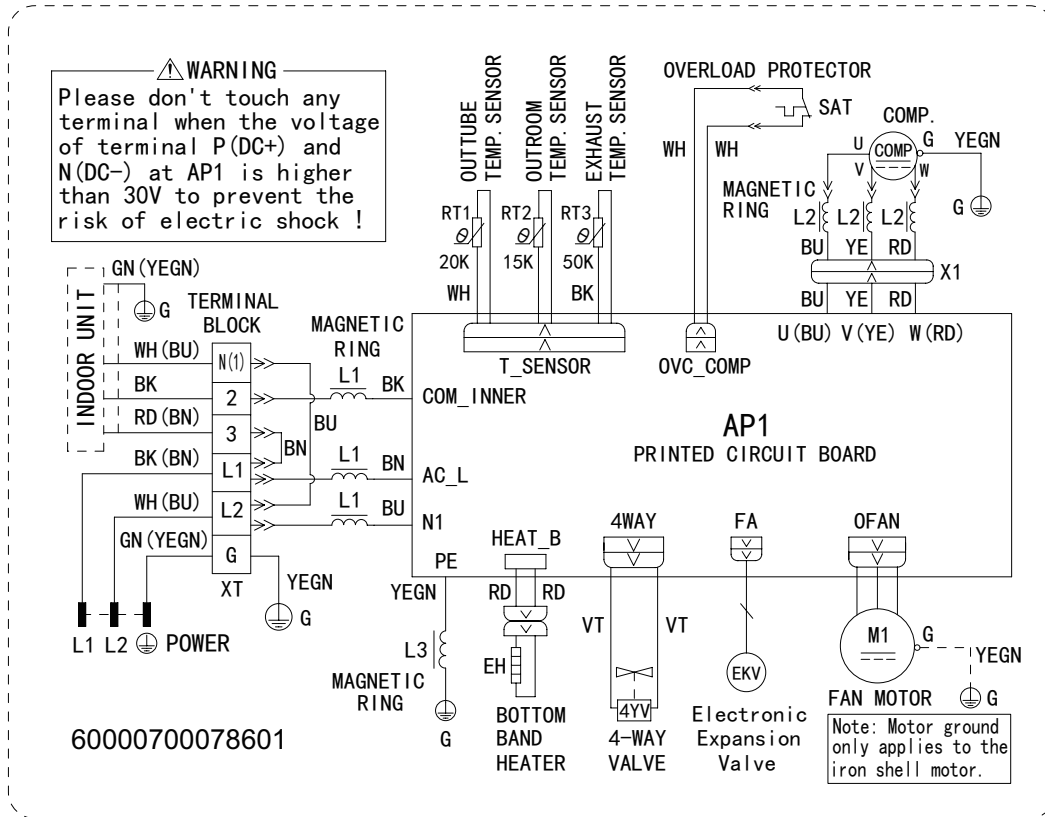 WARNING
Please don't touch any
terminal when the voltage
of terminal P(DC+) and
N(DC-) at AP1 is higher
than 30V to prevent the
risk of electric shock !
OUTTUBE
TEMP. SENSOR
OUTROOM
TEMP. SENSOR
EXHAUST
TEMP. SENSOR
RT1
RT2
RT3
θ
θ
θ
20K
15K
50K
WH
BK
OVERLOAD PROTECTOR
SAT
WH
WH
COMP.
U
COMP
G
YEGN
V
W
MAGNETIC
RING
L2
L2
L2
G
BU
YE
RD
X1
BU
YE
RD
U(BU) V(YE) W(RD)
INDOOR UNIT
GN(YEGN)
G
TERMINAL
BLOCK
MAGNETIC
RING
WH(BU)
N(1)
BK
2
L1
BK
COM_INNER
RD(BN)
3
BU
BN
BK(BN)
L1
L1
BN
AC_L
WH(BU)
L2
L1
BU
N1
GN(YEGN)
G
XT
YEGN
G
L1 L2 POWER
T_SENSOR
OVC_COMP
AP1
PRINTED CIRCUIT BOARD
PE
HEAT_B
4WAY
FA
OFAN
YEGN
RD
RD
VT
VT
L3
MAGNETIC
RING
G
EH
BOTTOM
BAND
HEATER
4YV
4-WAY
VALVE
EKV
Electronic
Expansion
Valve
M1
G
YEGN
G
FAN MOTOR
Note: Motor ground
only applies to the
iron shell motor.
60000700078601